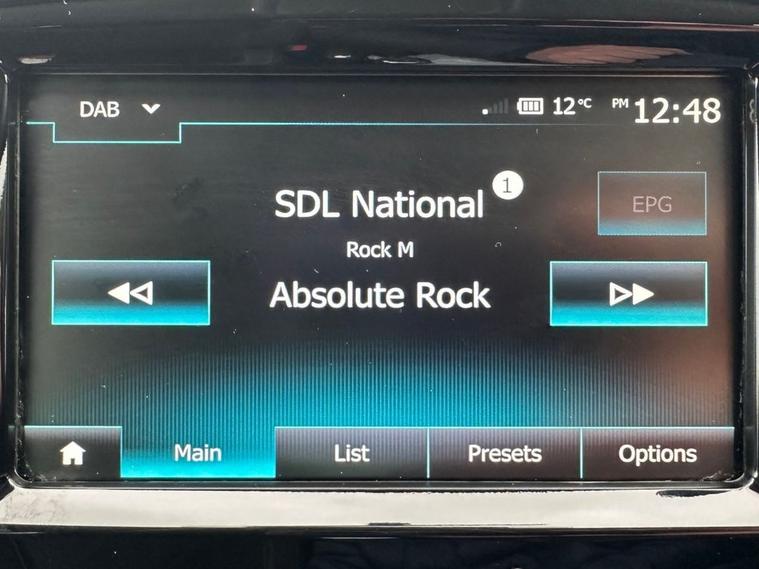 DAB 12°C PM 12:48
SDL National 1
EPG
Rock M
Absolute Rock
Main List Presets Options